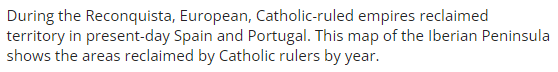 During the Reconquista, European, Catholic-ruled empires reclaimed
territory in present-day Spain and Portugal. This map of the Iberian Peninsula
shows the areas reclaimed by Catholic rulers by year.